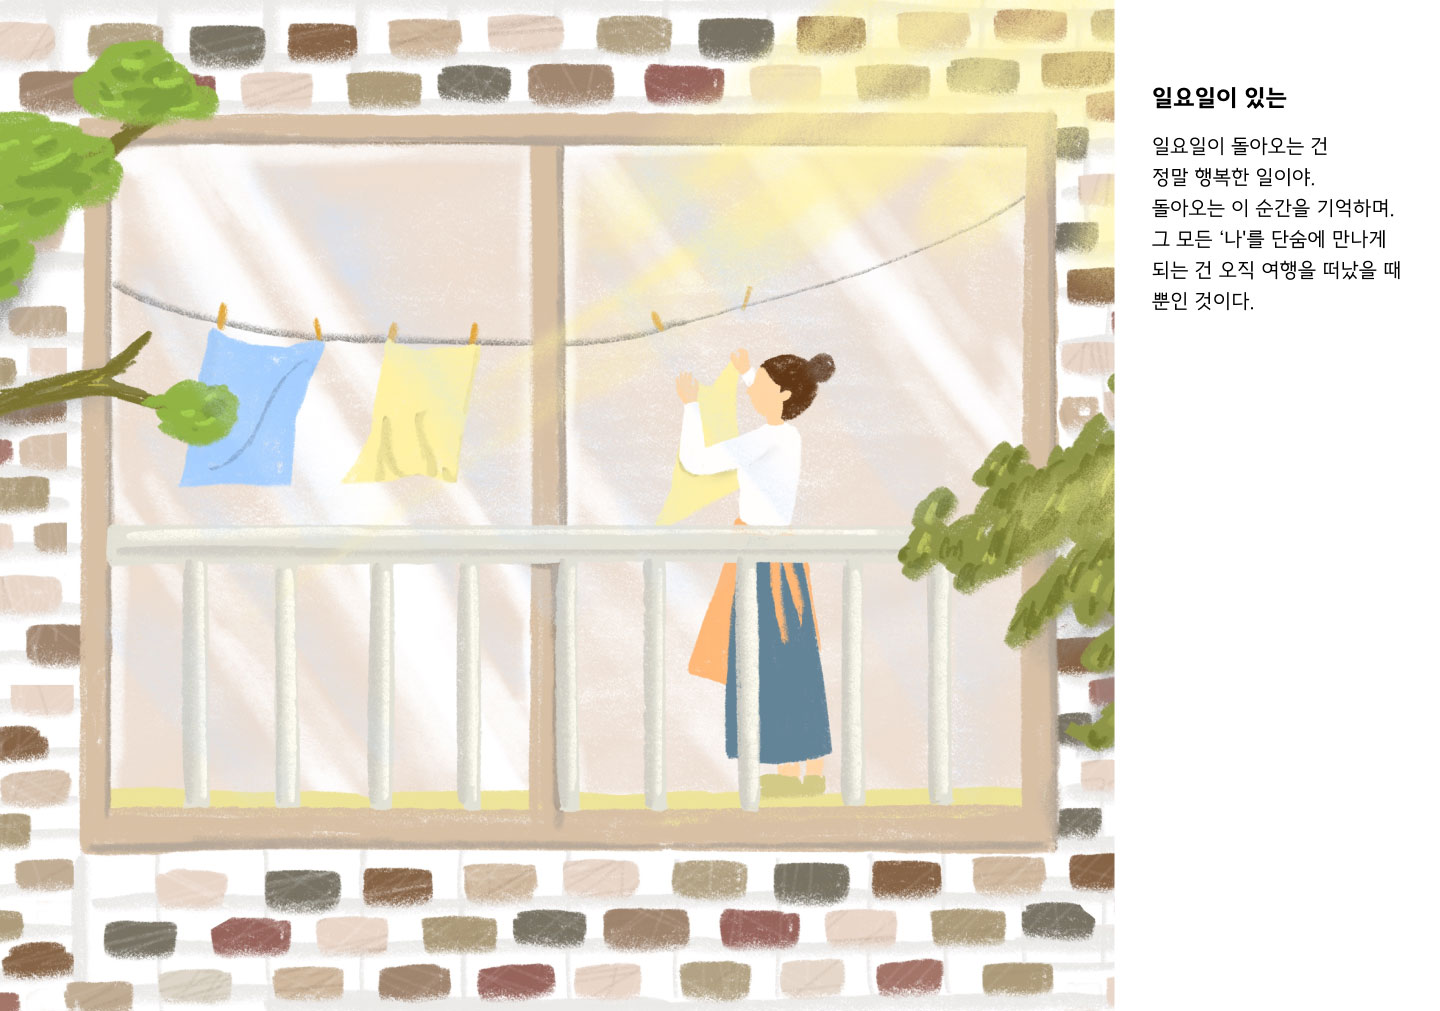 일요일이 있는
일요일이 돌아오는 건
정말 행복한 일이야.
돌아오는 이 순간을 기억하며.
그 모든 ‘나'를 단숨에 만나게
되는 건 오직 여행을 떠났을 때
뿐인 것이다.